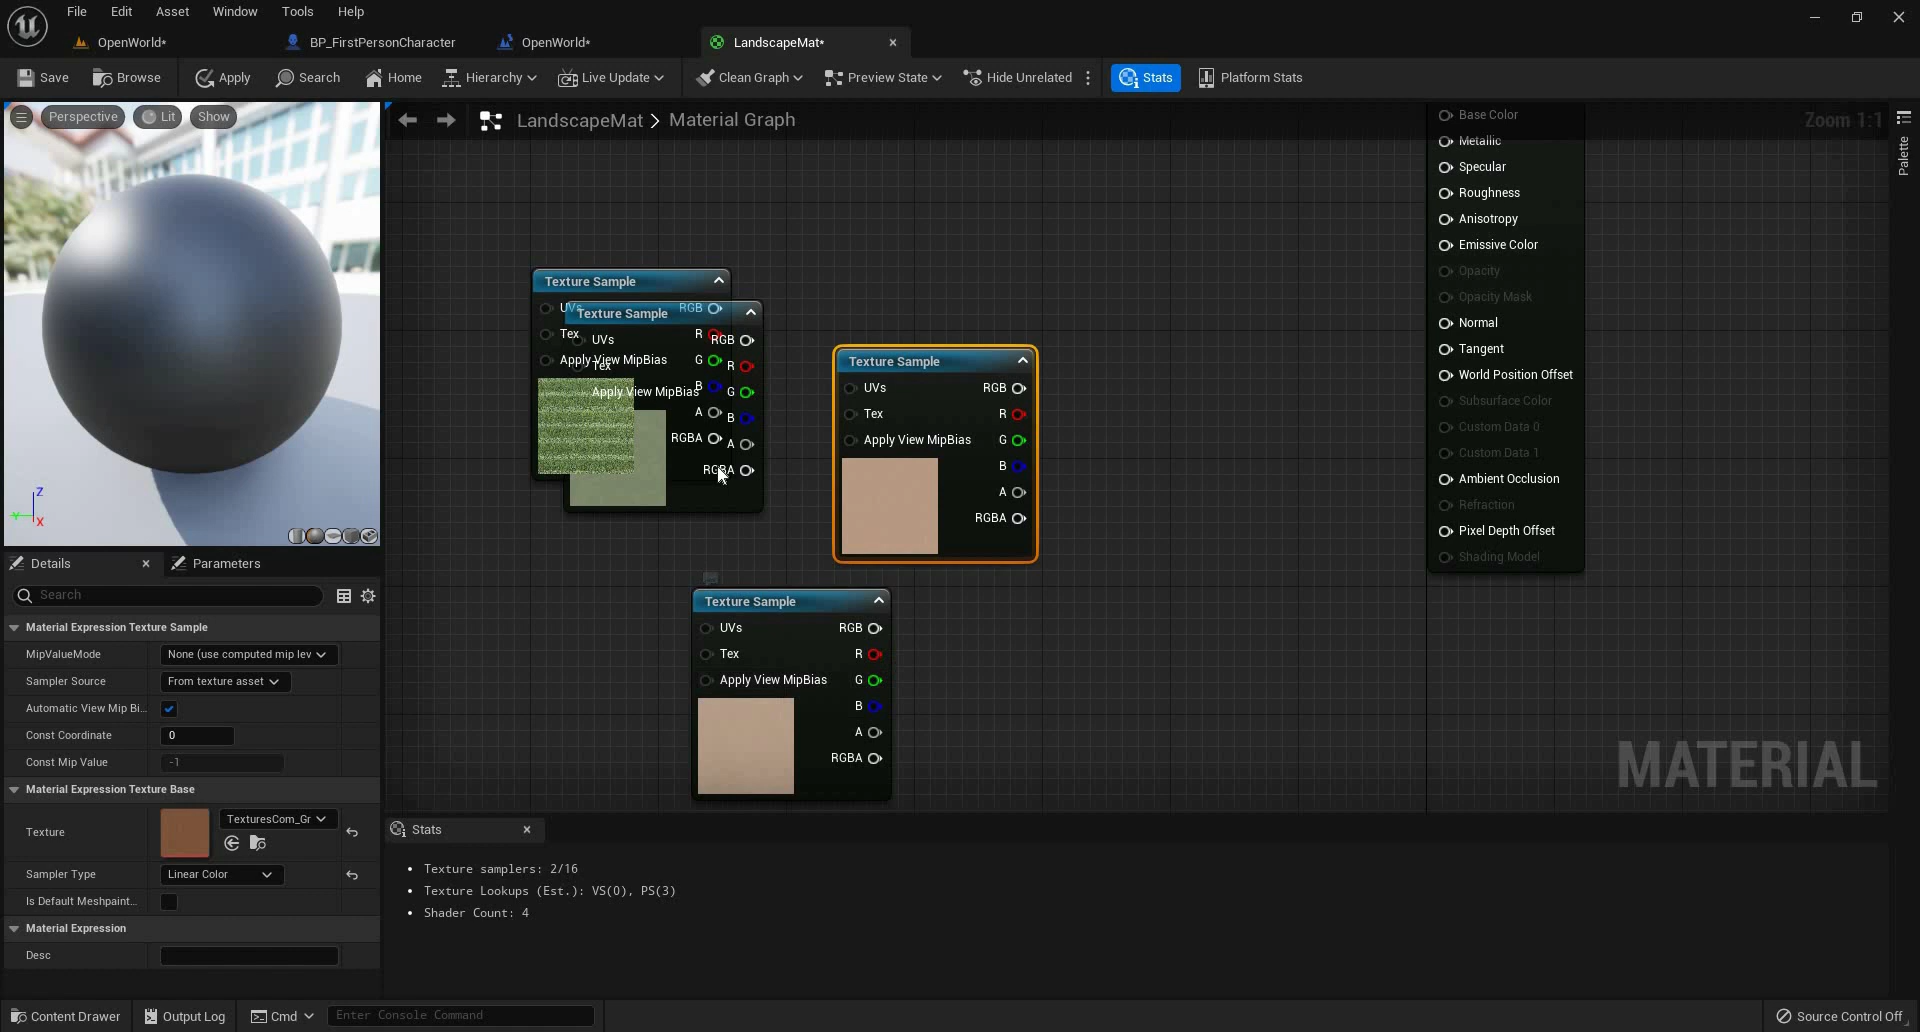 File Edit Asset Window Tools Help
OpenWorld* BP_FirstPersonCharacter OpenWorld* LandscapeMat*
Save Browse Apply Search Home Hierarchy Live Update Clean Graph Preview State Hide Unrelated Stats Platform Stats
Perspective Lit Show
LandscapeMat > Material Graph
Zoom 1:1
Palette
Base Color
Metallic
Specular
Roughness
Anisotropy
Emissive Color
Opacity
Opacity Mask
Normal
Tangent
World Position Offset
Subsurface Color
Custom Data 0
Custom Data 1
Ambient Occlusion
Refraction
Pixel Depth Offset
Shading Model
Texture Sample
UVs RGB
Tex R
Apply View MipBias G
B
A
RGBA
Texture Sample
UVs RGB
Tex R
Apply View MipBias G
B
A
RGBA
Texture Sample
UVs RGB
Tex R
Apply View MipBias G
B
A
RGBA
Texture Sample
UVs RGB
Tex R
Apply View MipBias G
B
A
RGBA
MATERIAL
Z
Y
X
Details Parameters
Search
Material Expression Texture Sample
MipValueMode None (use computed mip lev
Sampler Source From texture asset
Automatic View Mip Bi...
Const Coordinate 0
Const Mip Value -1
Material Expression Texture Base
Texture TexturesCom_Gr
Sampler Type Linear Color
Is Default Meshpaint...
Material Expression
Desc
Stats
• Texture samplers: 2/16
• Texture Lookups (Est.): VS(0), PS(3)
• Shader Count: 4
Content Drawer Output Log Cmd Enter Console Command Source Control Off